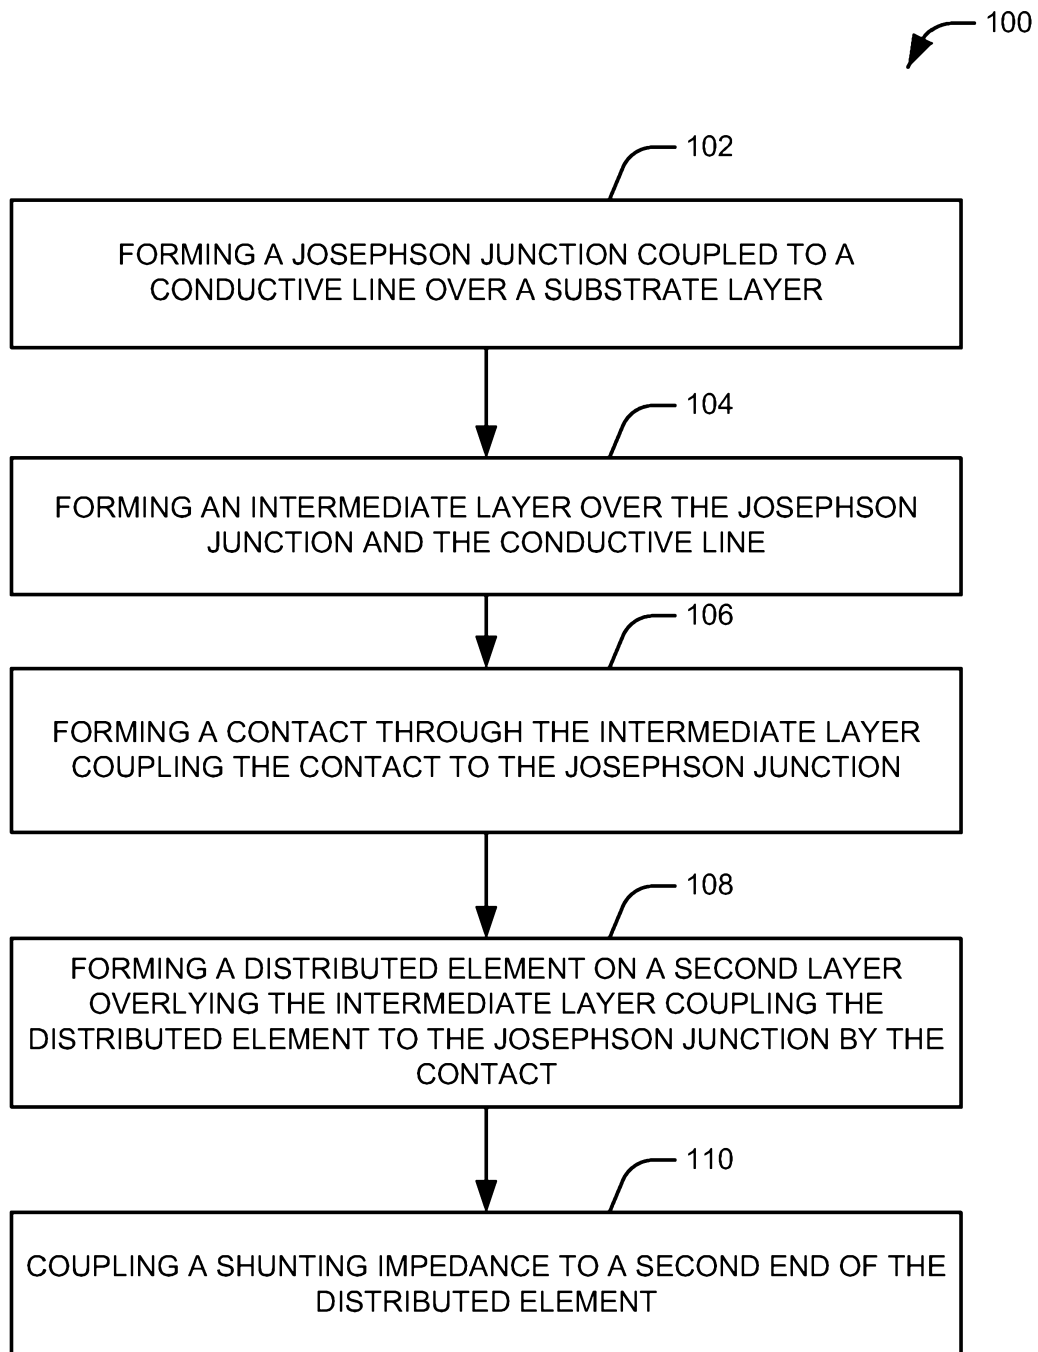 100
102
FORMING A JOSEPHSON JUNCTION COUPLED TO A
CONDUCTIVE LINE OVER A SUBSTRATE LAYER
104
FORMING AN INTERMEDIATE LAYER OVER THE JOSEPHSON
JUNCTION AND THE CONDUCTIVE LINE
106
FORMING A CONTACT THROUGH THE INTERMEDIATE LAYER
COUPLING THE CONTACT TO THE JOSEPHSON JUNCTION
108
FORMING A DISTRIBUTED ELEMENT ON A SECOND LAYER
OVERLYING THE INTERMEDIATE LAYER COUPLING THE
DISTRIBUTED ELEMENT TO THE JOSEPHSON JUNCTION BY THE
CONTACT
110
COUPLING A SHUNTING IMPEDANCE TO A SECOND END OF THE
DISTRIBUTED ELEMENT